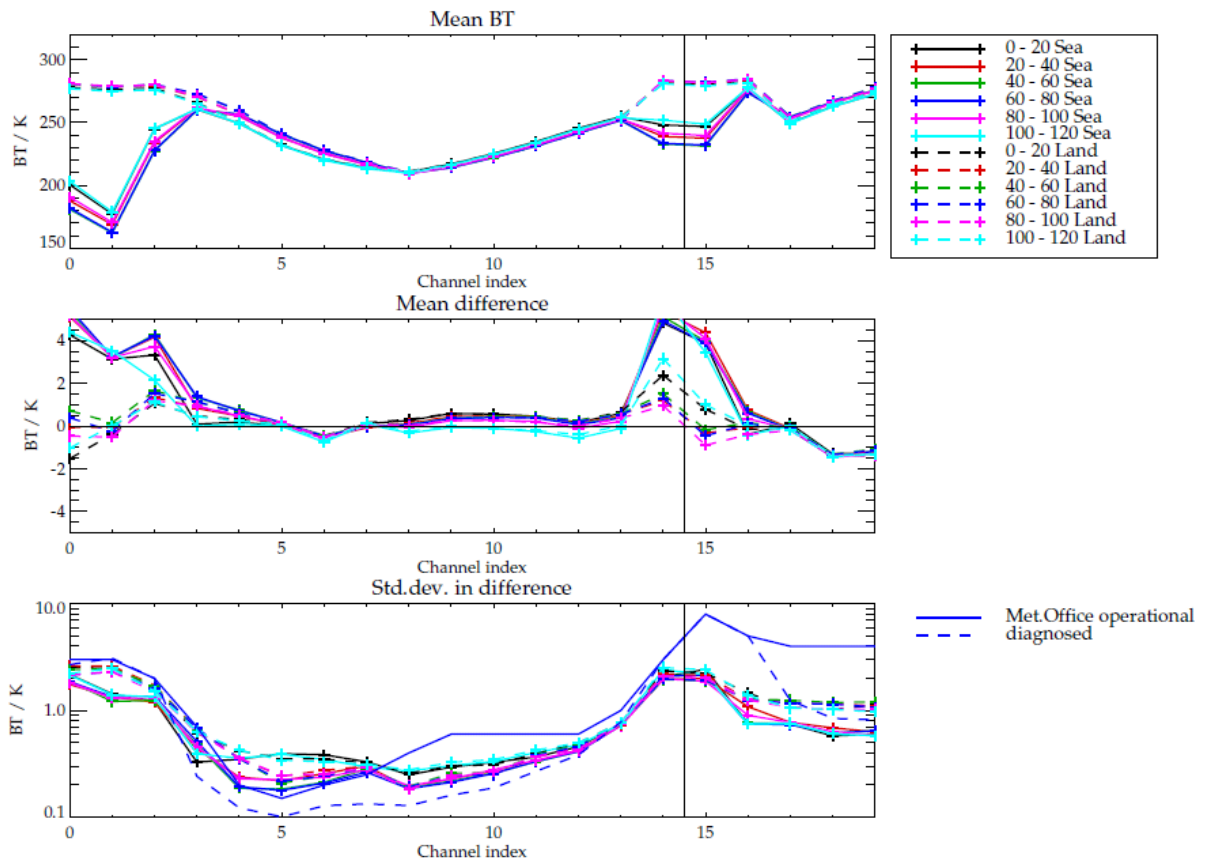 Mean BT
BT / K
300
250
200
150
0
5
10
15
Channel index
0 - 20 Sea
20 - 40 Sea
40 - 60 Sea
60 - 80 Sea
80 - 100 Sea
100 - 120 Sea
0 - 20 Land
20 - 40 Land
40 - 60 Land
60 - 80 Land
80 - 100 Land
100 - 120 Land
Mean difference
BT / K
4
2
0
-2
-4
0
5
10
15
Channel index
Std.dev. in difference
BT / K
10.0
1.0
0.1
0
5
10
15
Channel index
Met.Office operational
diagnosed